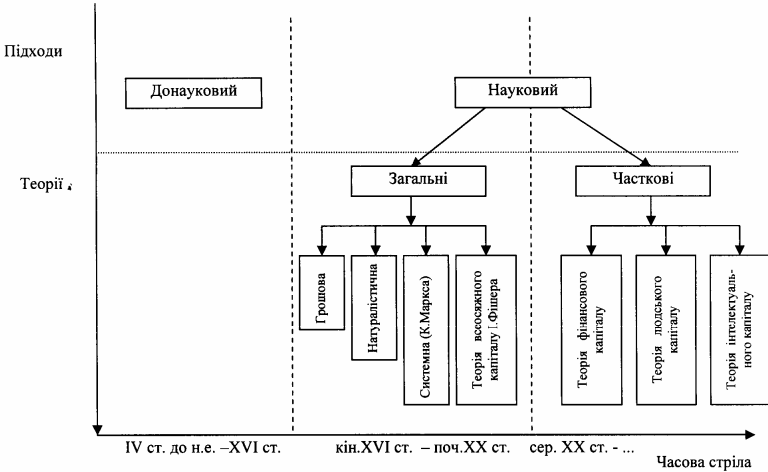 Підходи
Донауковий
Науковий
Теорії
Загальні
Часткові
Грошова
Натуралістична
Системна (К.Маркса)
Теорія всеосяжного
капіталу І.Фішера
Теорія фінансового
капіталу
Теорія людського
капіталу
Теорія інтелектуаль-
ного капіталу
IV ст. до н.е. –XVI ст.
кін.XVI ст. – поч.XX ст.
сер. XX ст. - ...
Часова стріла